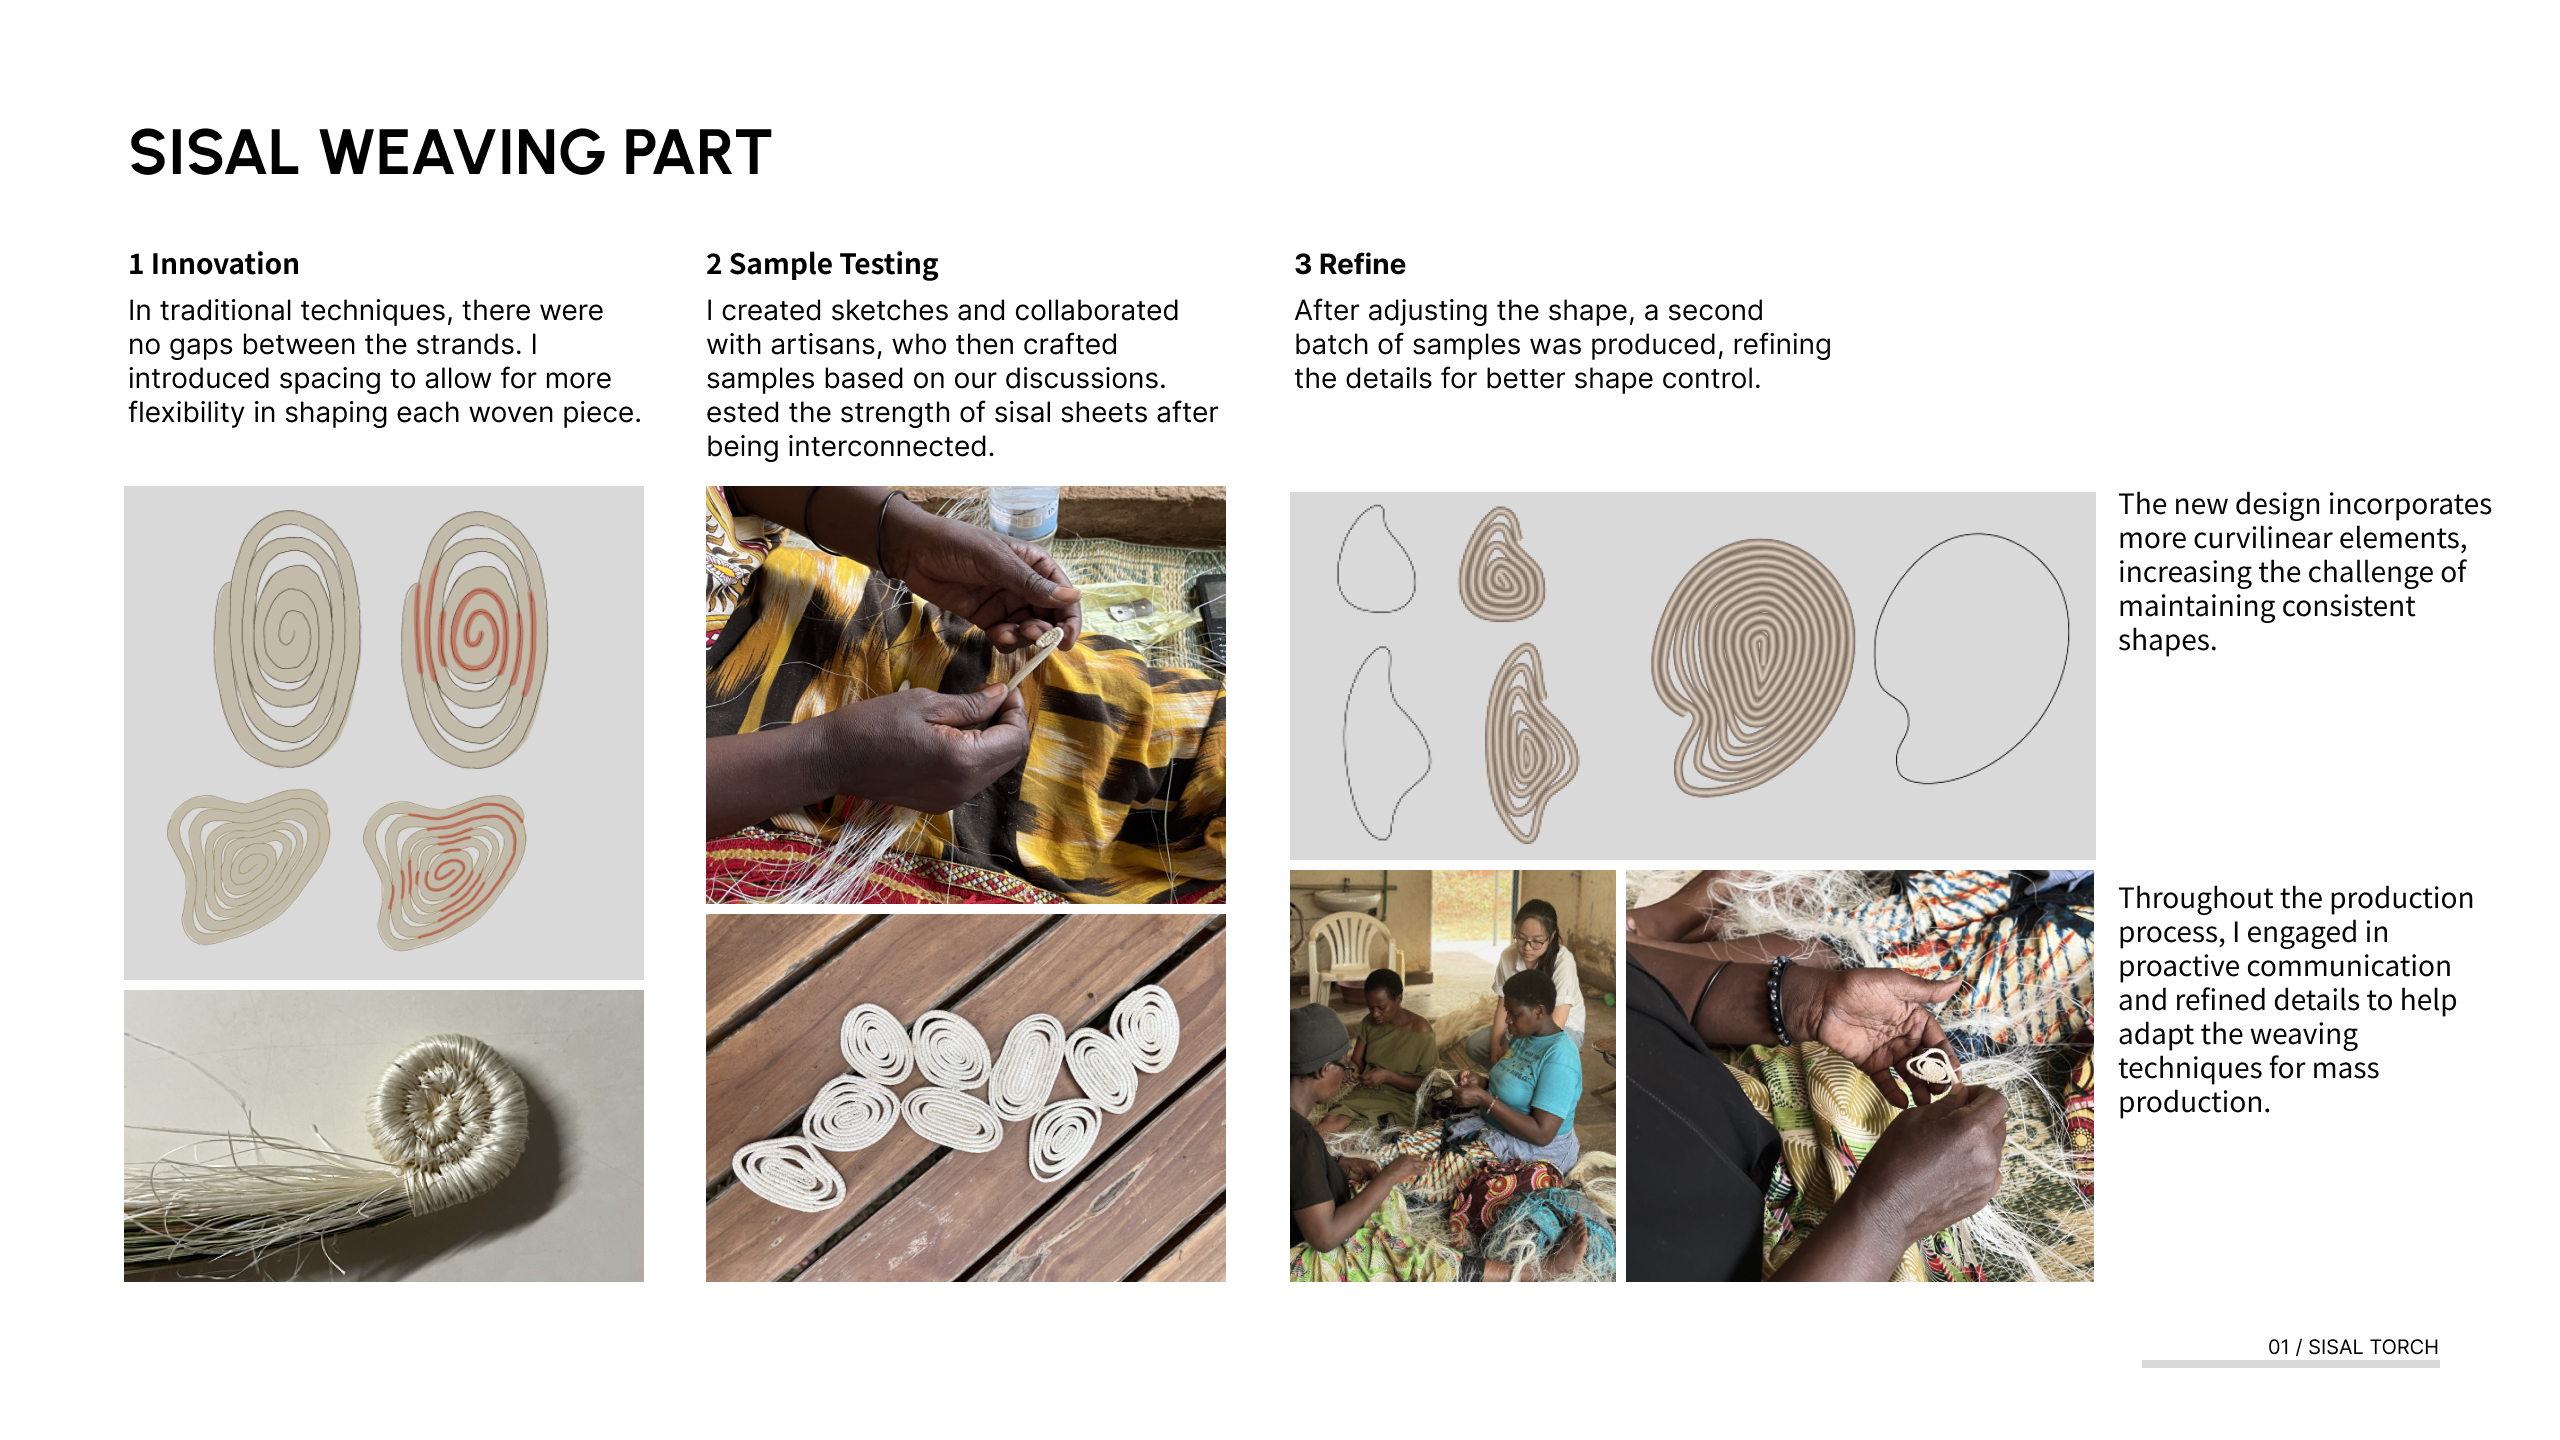 SISAL WEAVING PART
1 Innovation
In traditional techniques, there were
no gaps between the strands. I
introduced spacing to allow for more
flexibility in shaping each woven piece.
2 Sample Testing
I created sketches and collaborated
with artisans, who then crafted
samples based on our discussions.
ested the strength of sisal sheets after
being interconnected.
3 Refine
After adjusting the shape, a second
batch of samples was produced, refining
the details for better shape control.
The new design incorporates
more curvilinear elements,
increasing the challenge of
maintaining consistent
shapes.
Throughout the production
process, I engaged in
proactive communication
and refined details to help
adapt the weaving
techniques for mass
production.
01 / SISAL TORCH